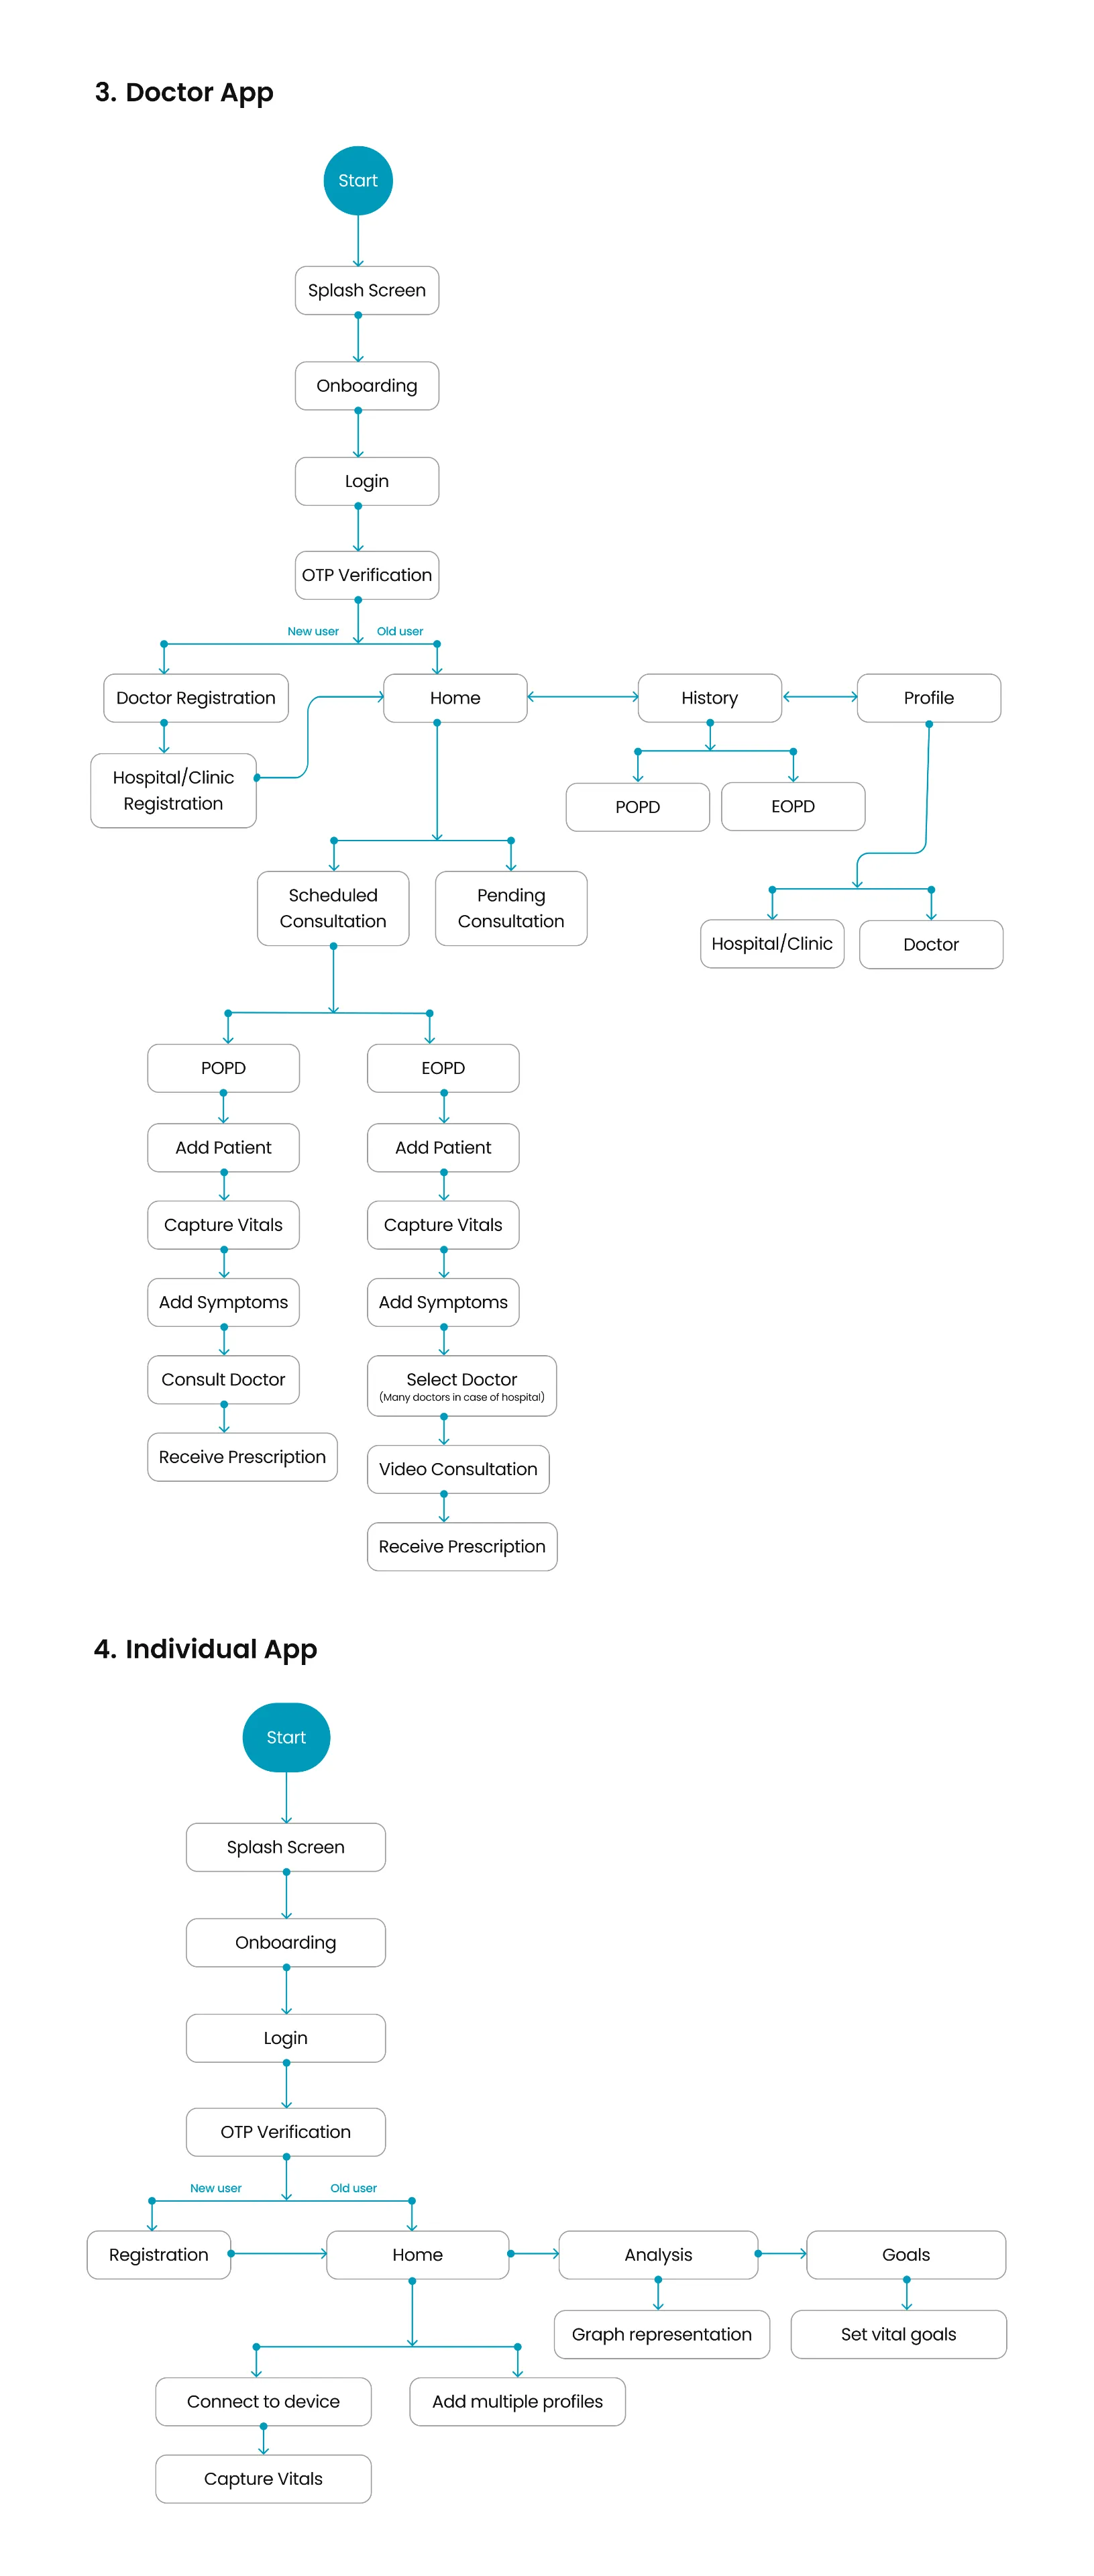 3. Doctor App
Start
Splash Screen
Onboarding
Login
OTP Verification
New user
Old user
Doctor Registration
Home
History
Profile
Hospital/Clinic
Registration
POPD
EOPD
Scheduled
Consultation
Pending
Consultation
Hospital/Clinic
Doctor
POPD
EOPD
Add Patient
Add Patient
Capture Vitals
Capture Vitals
Add Symptoms
Add Symptoms
Consult Doctor
Select Doctor
(Many doctors in case of hospital)
Receive Prescription
Video Consultation
Receive Prescription
4. Individual App
Start
Splash Screen
Onboarding
Login
OTP Verification
New user
Old user
Registration
Home
Analysis
Goals
Graph representation
Set vital goals
Connect to device
Add multiple profiles
Capture Vitals